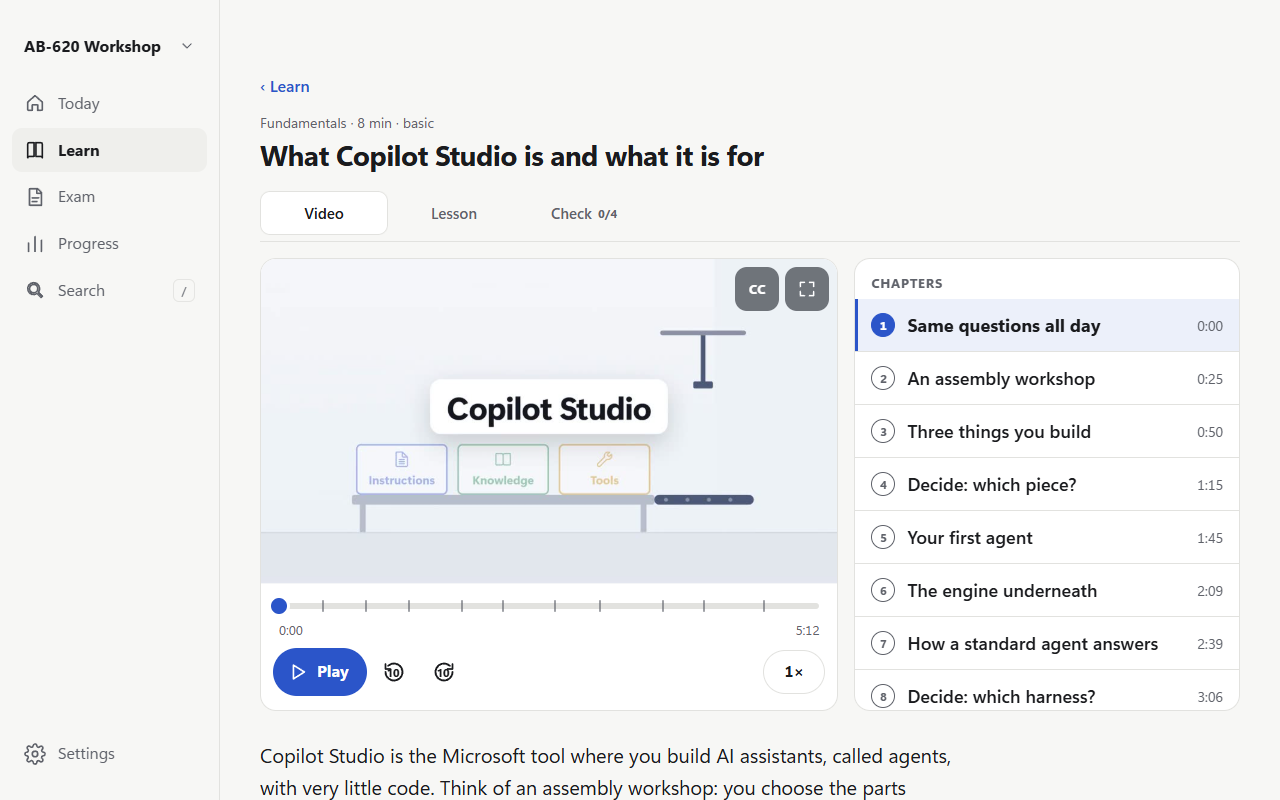 AB-620 Workshop
Today
Learn
Exam
Progress
Search /
Settings
‹ Learn
Fundamentals · 8 min · basic
What Copilot Studio is and what it is for
Video
Lesson
Check 0/4
CC
Copilot Studio
Instructions
Knowledge
Tools
0:00
5:12
Play
10
10
1×
CHAPTERS
1 Same questions all day 0:00
2 An assembly workshop 0:25
3 Three things you build 0:50
4 Decide: which piece? 1:15
5 Your first agent 1:45
6 The engine underneath 2:09
7 How a standard agent answers 2:39
8 Decide: which harness? 3:06
Copilot Studio is the Microsoft tool where you build AI assistants, called agents,
with very little code. Think of an assembly workshop: you choose the parts